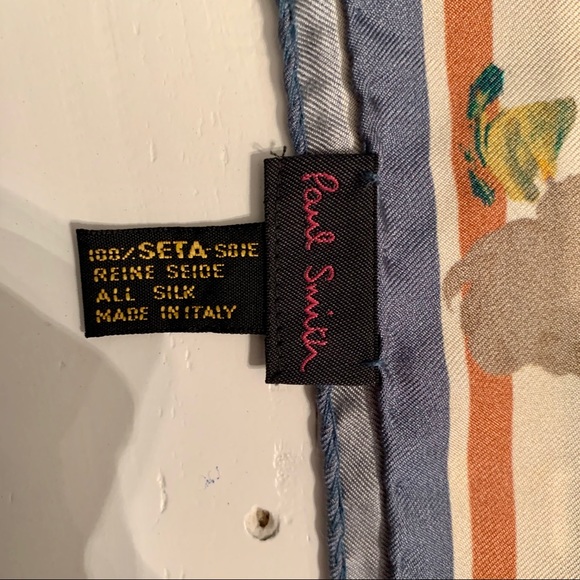 100% SETA-SOIE
REINE SEIDE
ALL SILK
MADE IN ITALY
Paul Smith